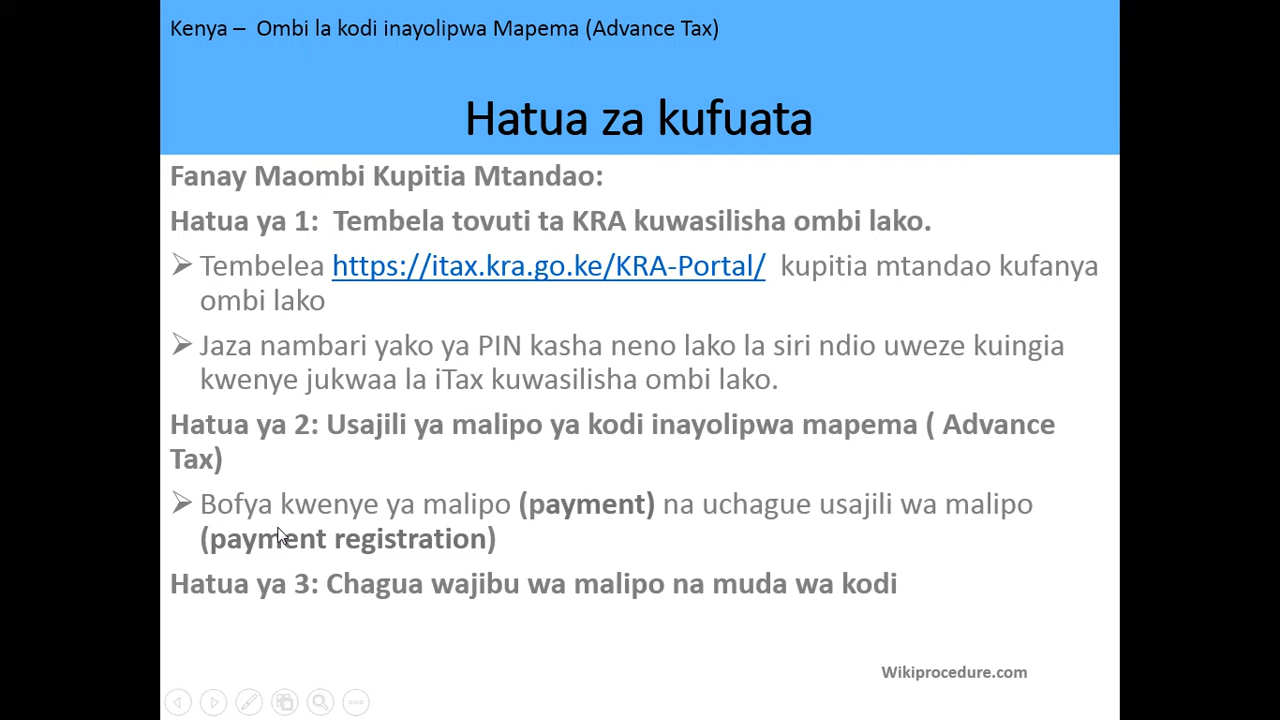 Kenya – Ombi la kodi inayolipwa Mapema (Advance Tax)
Hatua za kufuata
Fanay Maombi Kupitia Mtandao:
Hatua ya 1: Tembela tovuti ta KRA kuwasilisha ombi lako.
Tembelea https://itax.kra.go.ke/KRA-Portal/ kupitia mtandao kufanya
ombi lako
Jaza nambari yako ya PIN kasha neno lako la siri ndio uweze kuingia
kwenye jukwaa la iTax kuwasilisha ombi lako.
Hatua ya 2: Usajili ya malipo ya kodi inayolipwa mapema ( Advance
Tax)
Bofya kwenye ya malipo (payment) na uchague usajili wa malipo
(payment registration)
Hatua ya 3: Chagua wajibu wa malipo na muda wa kodi
Wikiprocedure.com